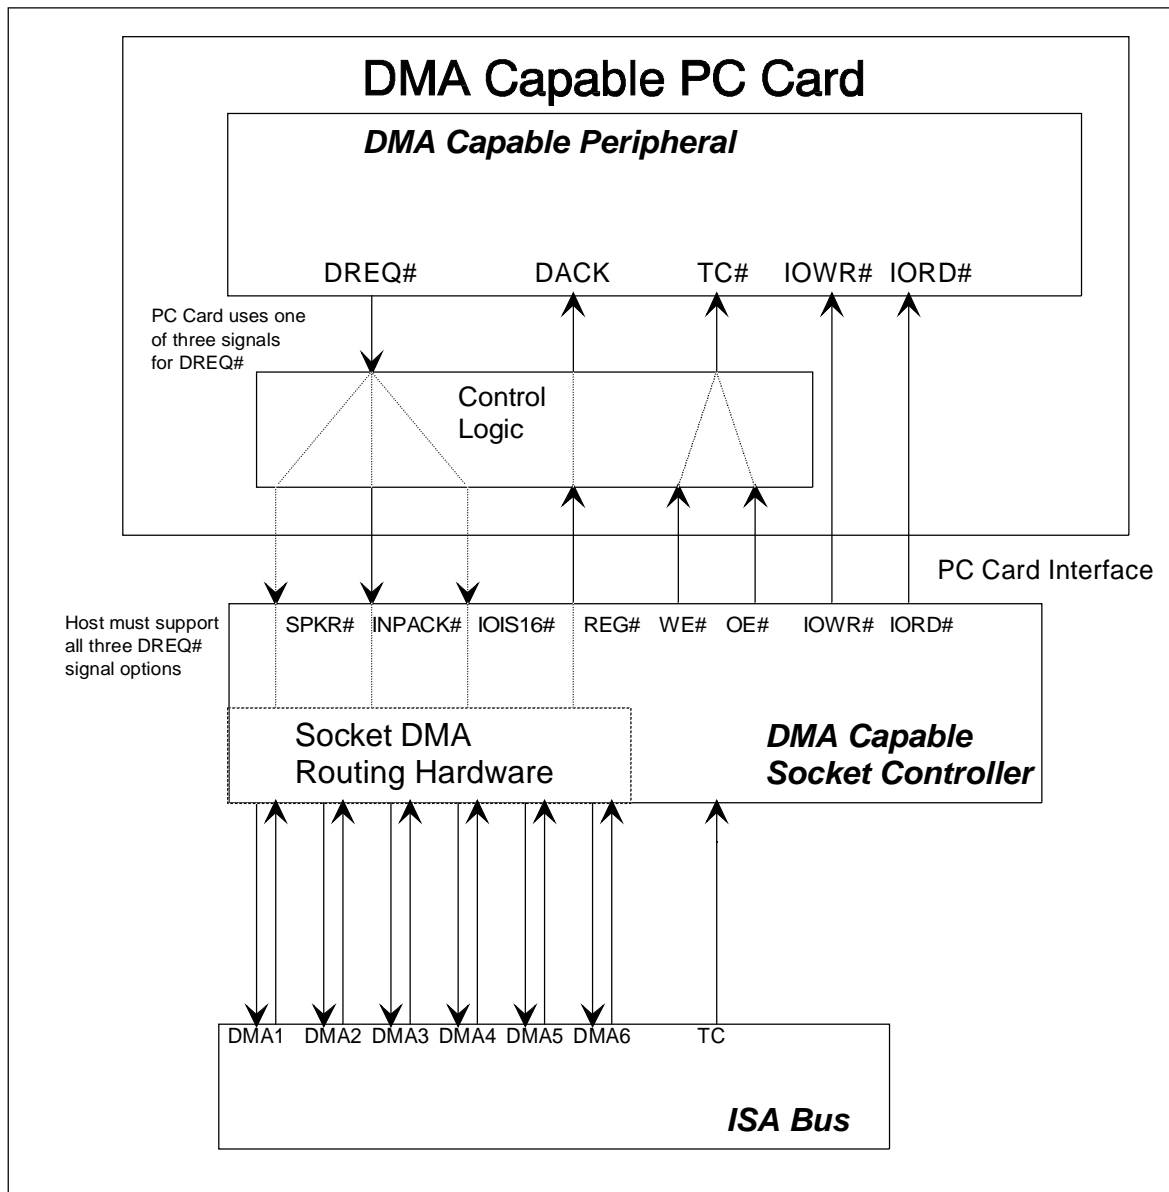 DMA Capable PC Card
DMA Capable Peripheral
DREQ# DACK TC# IOWR# IORD#
PC Card uses one
of three signals
for DREQ#
Control
Logic
PC Card Interface
Host must support
all three DREQ#
signal options
SPKR# INPACK# IOIS16# REG# WE# OE# IOWR# IORD#
Socket DMA
Routing Hardware
DMA Capable
Socket Controller
DMA1 DMA2 DMA3 DMA4 DMA5 DMA6 TC
ISA Bus